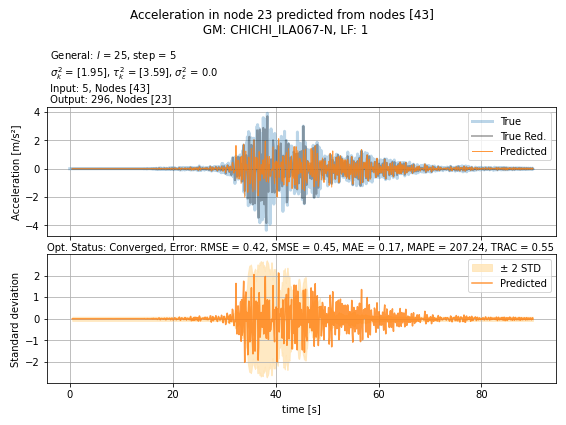 Acceleration in node 23 predicted from nodes [43]
GM: CHICHI_ILA067-N, LF: 1
General: l = 25, step = 5
σ²ₖ = [1.95], τ²ₖ = [3.59], σ²ₑ = 0.0
Input: 5, Nodes [43]
Output: 296, Nodes [23]
4
2
0
−2
−4
Acceleration [m/s²]
True
True Red.
Predicted
Opt. Status: Converged, Error: RMSE = 0.42, SMSE = 0.45, MAE = 0.17, MAPE = 207.24, TRAC = 0.55
2
1
0
−1
−2
Standard deviation
± 2 STD
Predicted
0 20 40 60 80
time [s]